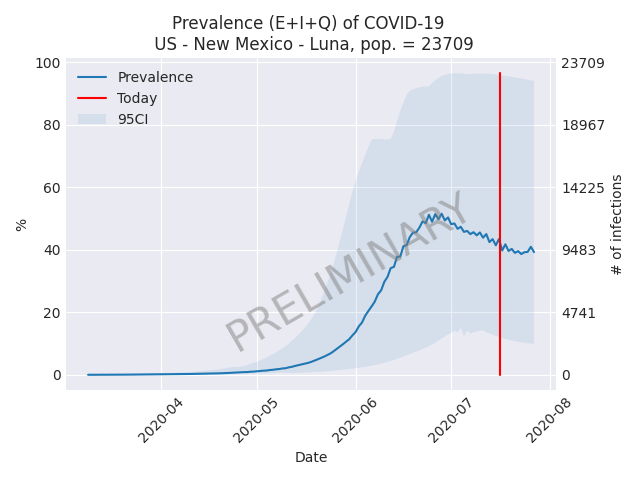 Prevalence (E+I+Q) of COVID-19
US - New Mexico - Luna, pop. = 23709
Prevalence
Today
95CI
100
80
60
40
20
0
%
23709
18967
14225
9483
4741
0
# of infections
PRELIMINARY
2020-04
2020-05
2020-06
2020-07
2020-08
Date